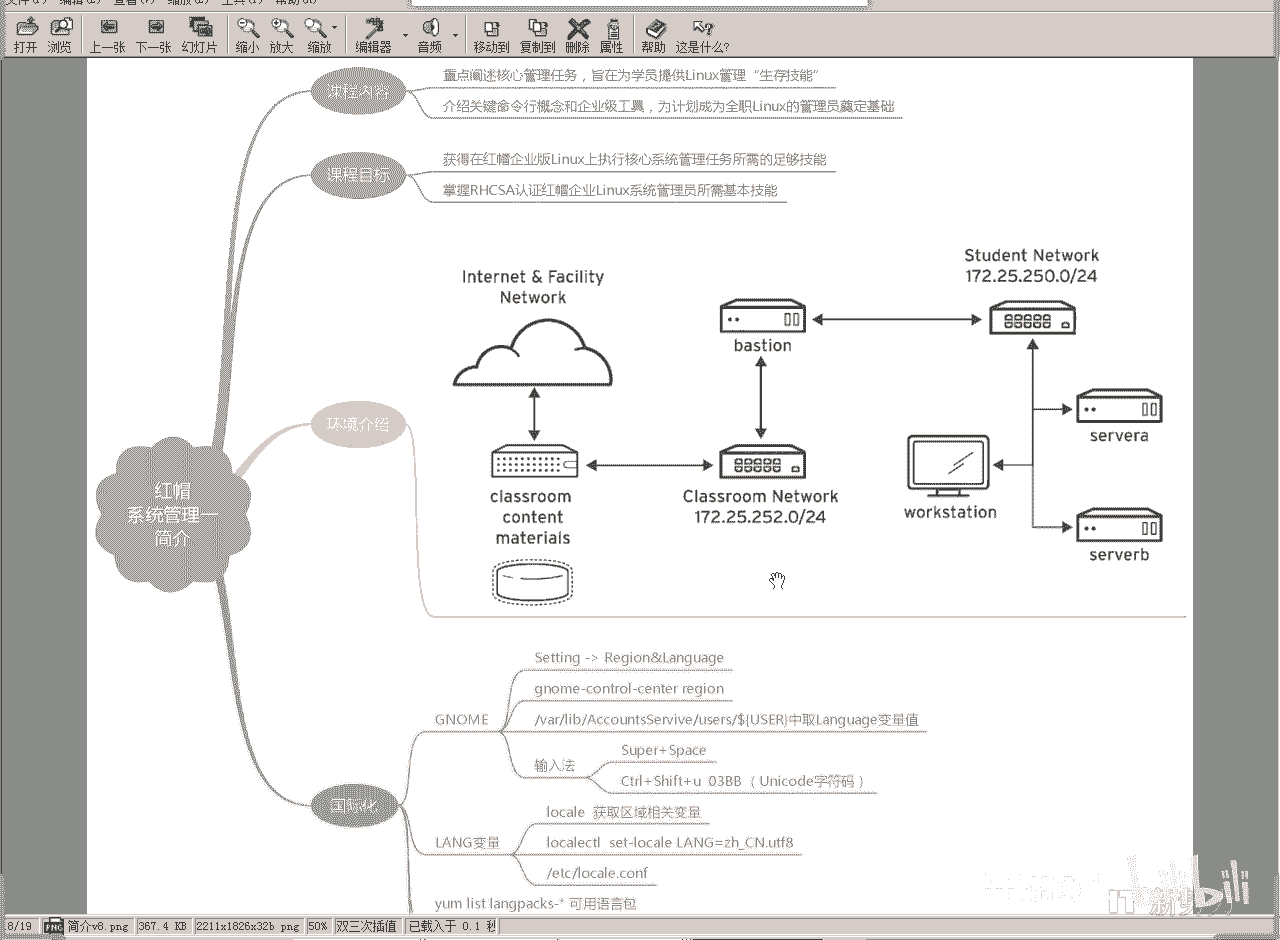 文件(F) 编辑(E) 查看(V) 缩放(Z) 工具(T) 帮助(H)
打开 浏览 上一张 下一张 幻灯片 缩小 放大 缩放 编辑器 音频 移动到 复制到 删除 属性 帮助 这是什么?
课程内容
重点阐述核心管理任务，旨在为学员提供Linux管理“生存技能”
介绍关键命令行概念和企业级工具，为计划成为全职Linux的管理员奠定基础
课程目标
获得在红帽企业版Linux上执行核心系统管理任务所需的足够技能
掌握RHCSA认证红帽企业Linux系统管理员所需基本技能
环境介绍
Internet & Facility
Network
Student Network
172.25.250.0/24
bastion
servera
classroom
content
materials
Classroom Network
172.25.252.0/24
workstation
serverb
红帽
系统管理一
简介
国际化
GNOME
Setting -> Region&Language
gnome-control-center region
/var/lib/AccountsServive/users/${USER}中取Language变量值
输入法
Super+Space
Ctrl+Shift+u 03BB （Unicode字符码）
LANG变量
locale 获取区域相关变量
localectl set-locale LANG=zh_CN.utf8
/etc/locale.conf
yum list langpacks-* 可用语言包
8/19 PNG 简介v8.png 367.4 KB 2211x1826x32b png 50% 双三次插值 已载入于 0.1 秒